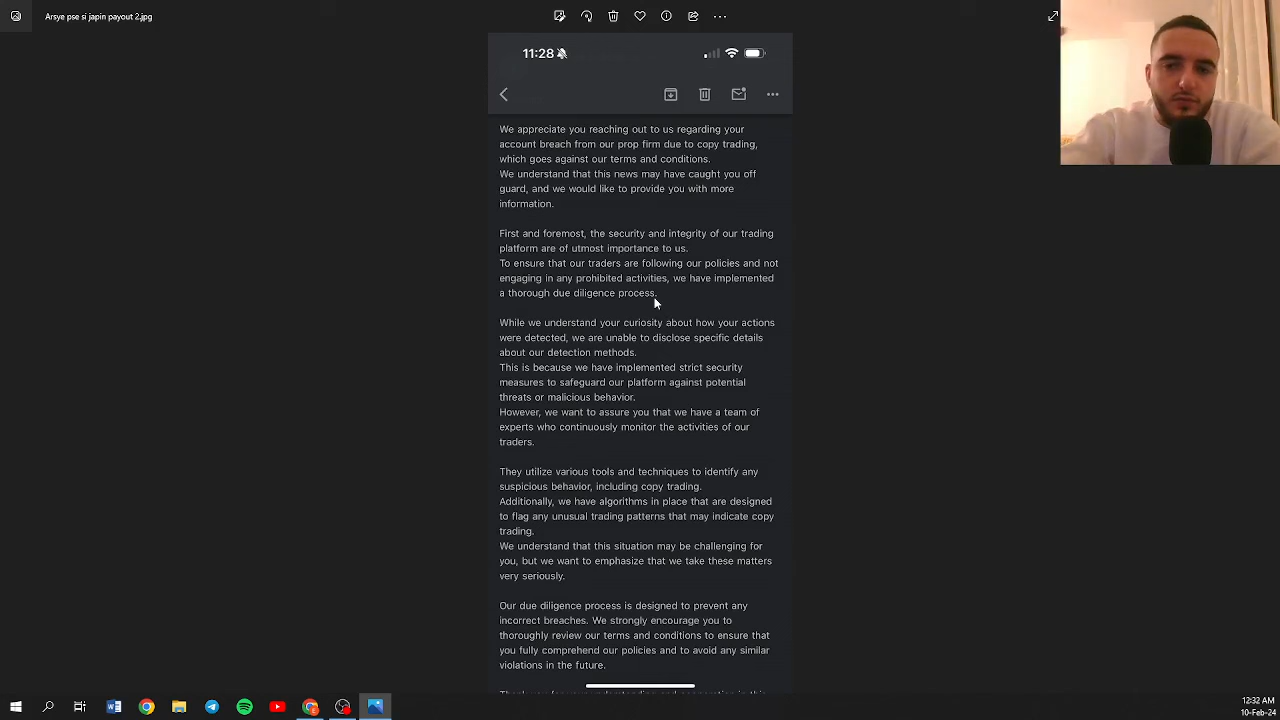 Arsye pse si japin payout 2.jpg
11:28
We appreciate you reaching out to us regarding your
account breach from our prop firm due to copy trading,
which goes against our terms and conditions.
We understand that this news may have caught you off
guard, and we would like to provide you with more
information.
First and foremost, the security and integrity of our trading
platform are of utmost importance to us.
To ensure that our traders are following our policies and not
engaging in any prohibited activities, we have implemented
a thorough due diligence process.
While we understand your curiosity about how your actions
were detected, we are unable to disclose specific details
about our detection methods.
This is because we have implemented strict security
measures to safeguard our platform against potential
threats or malicious behavior.
However, we want to assure you that we have a team of
experts who continuously monitor the activities of our
traders.
They utilize various tools and techniques to identify any
suspicious behavior, including copy trading.
Additionally, we have algorithms in place that are designed
to flag any unusual trading patterns that may indicate copy
trading.
We understand that this situation may be challenging for
you, but we want to emphasize that we take these matters
very seriously.
Our due diligence process is designed to prevent any
incorrect breaches. We strongly encourage you to
thoroughly review our terms and conditions to ensure that
you fully comprehend our policies and to avoid any similar
violations in the future.
12:32 AM
10-Feb-24